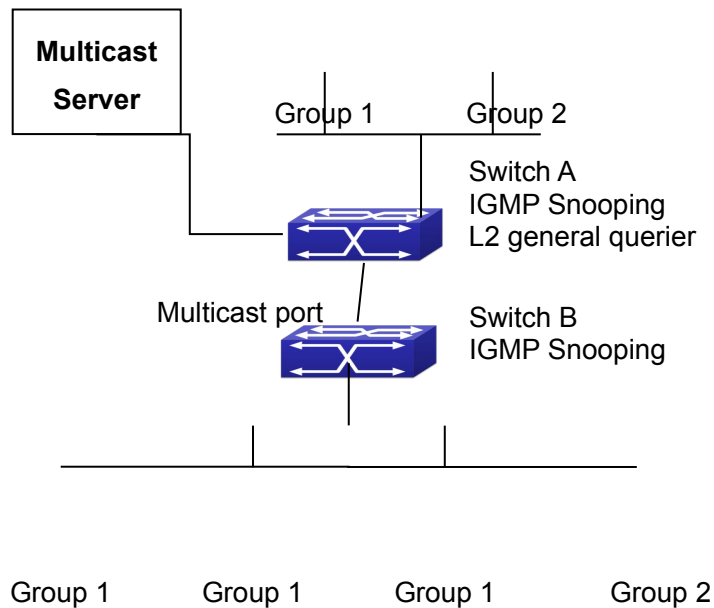 Multicast
Server
Group 1
Group 2
Switch A
IGMP Snooping
L2 general querier
Multicast port
Switch B
IGMP Snooping
Group 1
Group 1
Group 1
Group 2